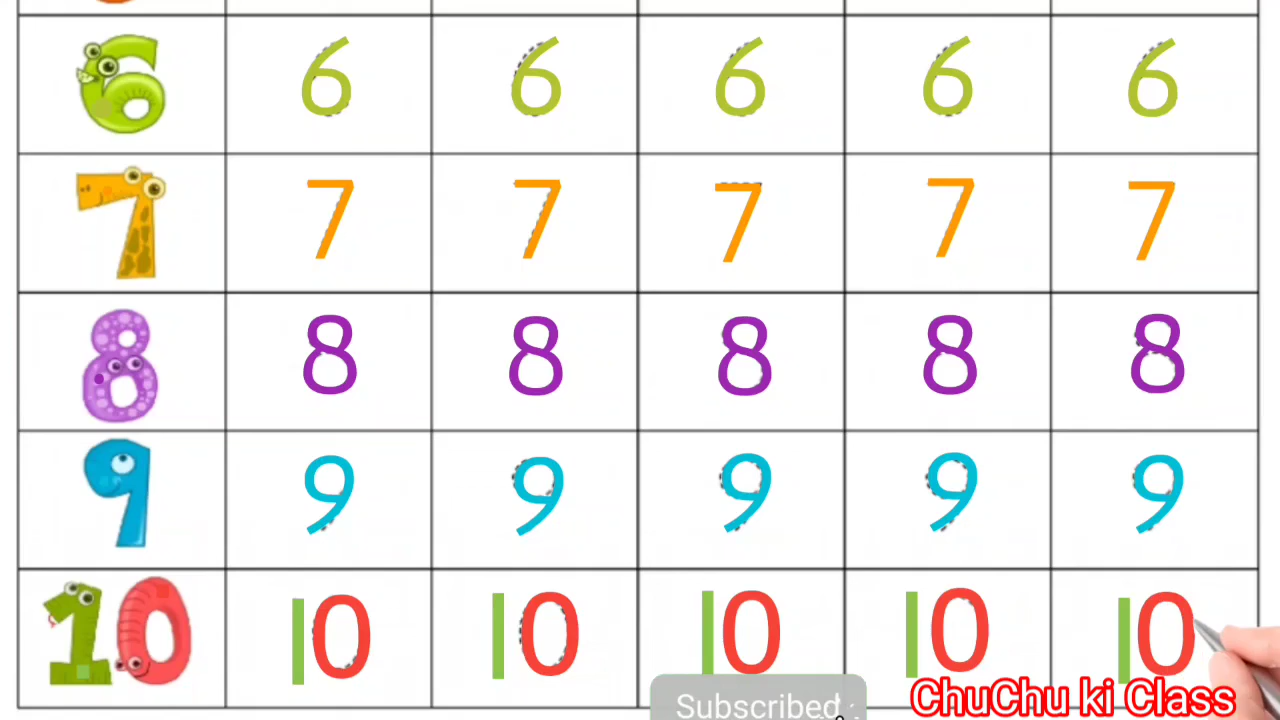 6 6 6 6 6 6
7 7 7 7 7 7
8 8 8 8 8 8
9 9 9 9 9 9
10 10 10 10 10 10
Subscribed
ChuChu ki Class